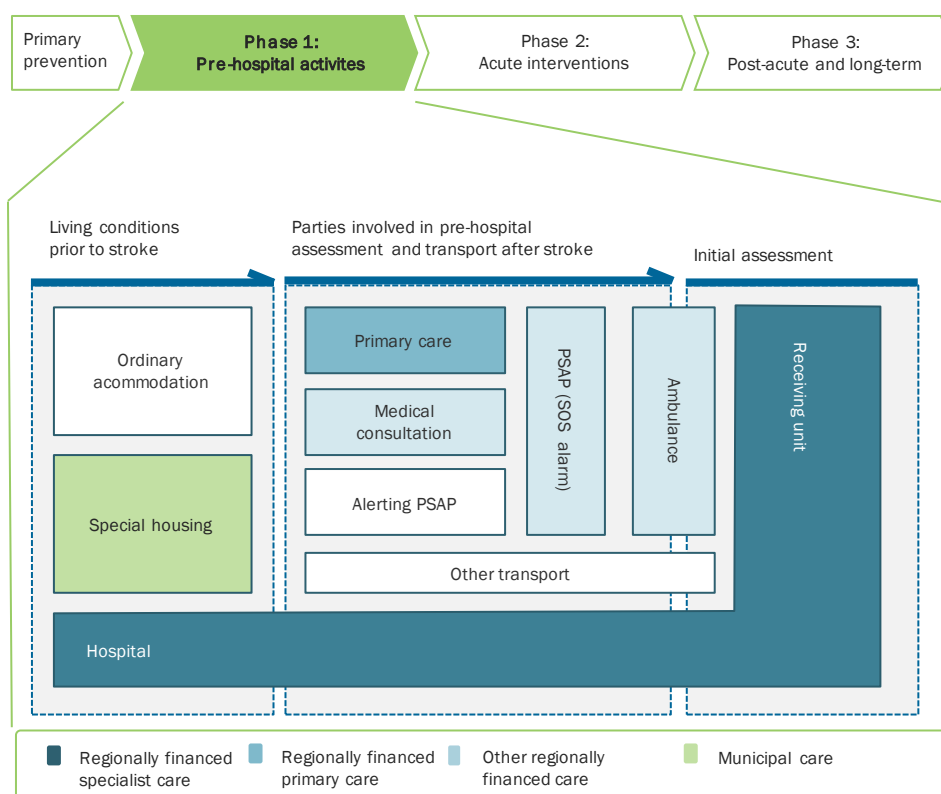 Primary
prevention
Phase 1:
Pre-hospital activites
Phase 2:
Acute interventions
Phase 3:
Post-acute and long-term
Living conditions
prior to stroke
Parties involved in pre-hospital
assessment and transport after stroke
Initial assessment
Ordinary
acommodation
Special housing
Primary care
Medical
consultation
Alerting PSAP
PSAP (SOS alarm)
Ambulance
Receiving unit
Other transport
Hospital
Regionally financed
specialist care
Regionally financed
primary care
Other regionally
financed care
Municipal care